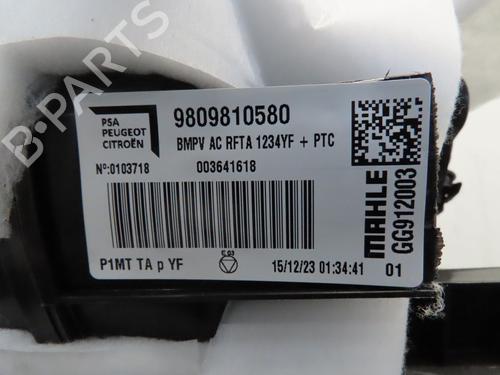 PSA
PEUGEOT
CITROËN
9809810580
BMPV AC RFTA 1234YF + PTC
Nº:0103718
003641618
MAHLE
GG912003
P1MT TA p YF
15/12/23 01:34:41
01